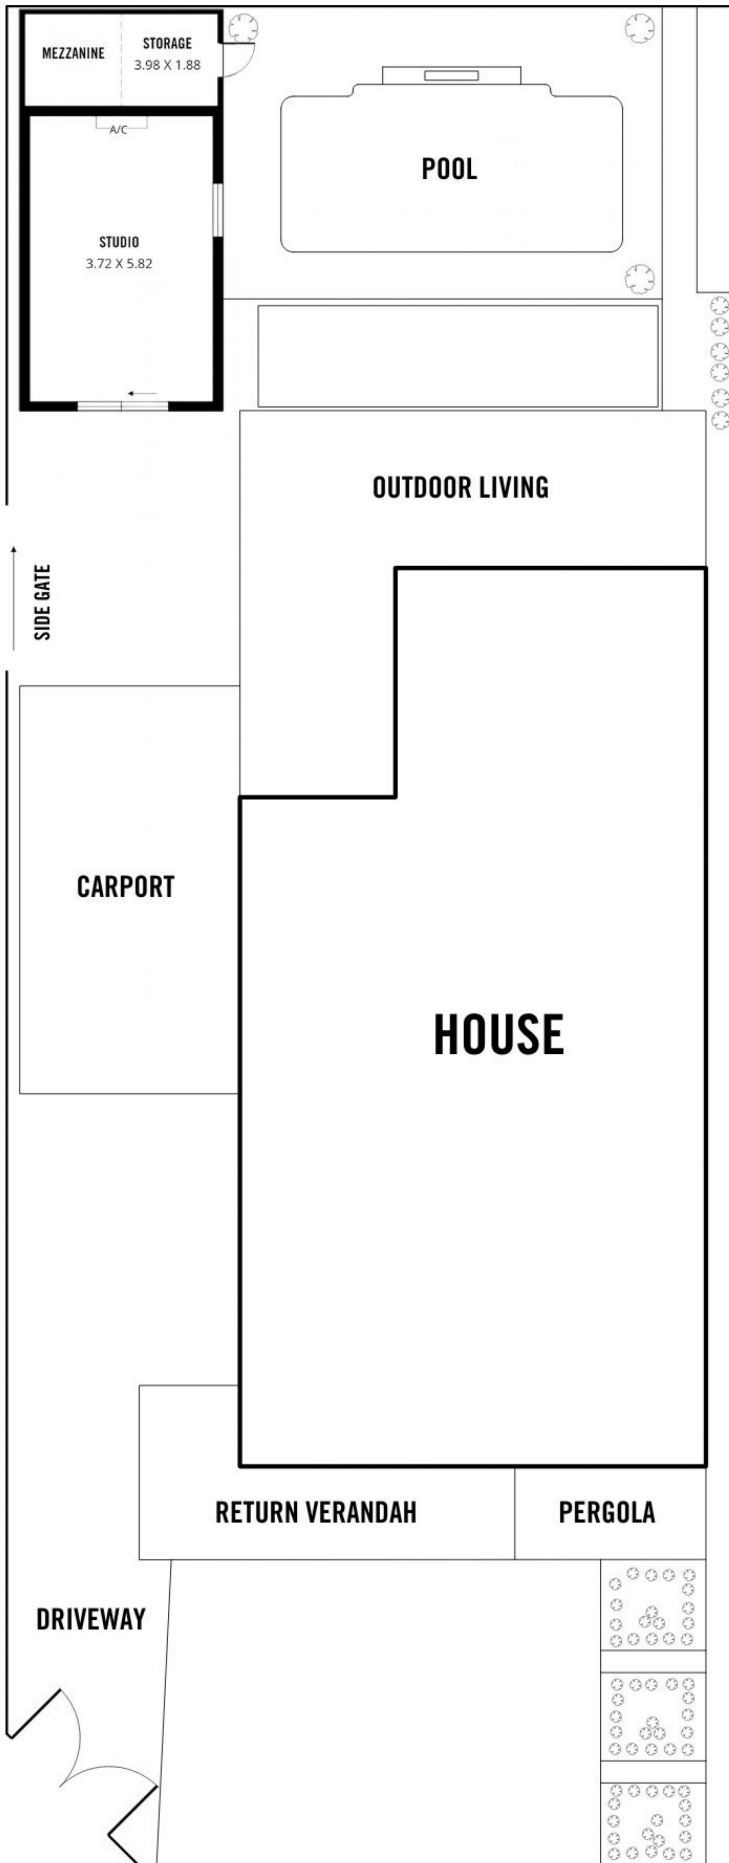 MEZZANINE
STORAGE
3.98 X 1.88
A/C
POOL
STUDIO
3.72 X 5.82
OUTDOOR LIVING
SIDE GATE
CARPORT
HOUSE
RETURN VERANDAH
PERGOLA
DRIVEWAY